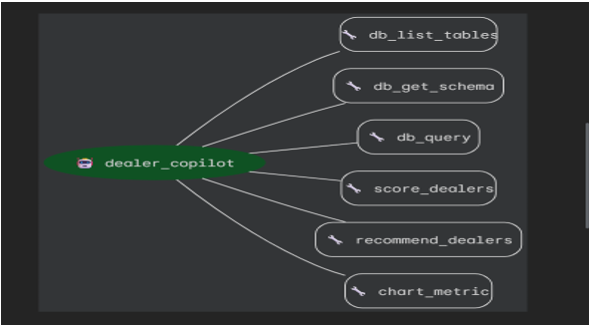 db_list_tables
db_get_schema
db_query
dealer_copilot
score_dealers
recommend_dealers
chart_metric